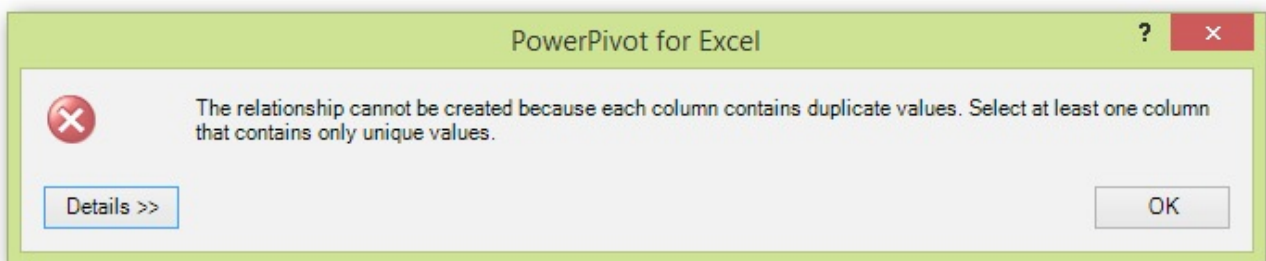 PowerPivot for Excel
?
The relationship cannot be created because each column contains duplicate values. Select at least one column
that contains only unique values.
Details >>
OK